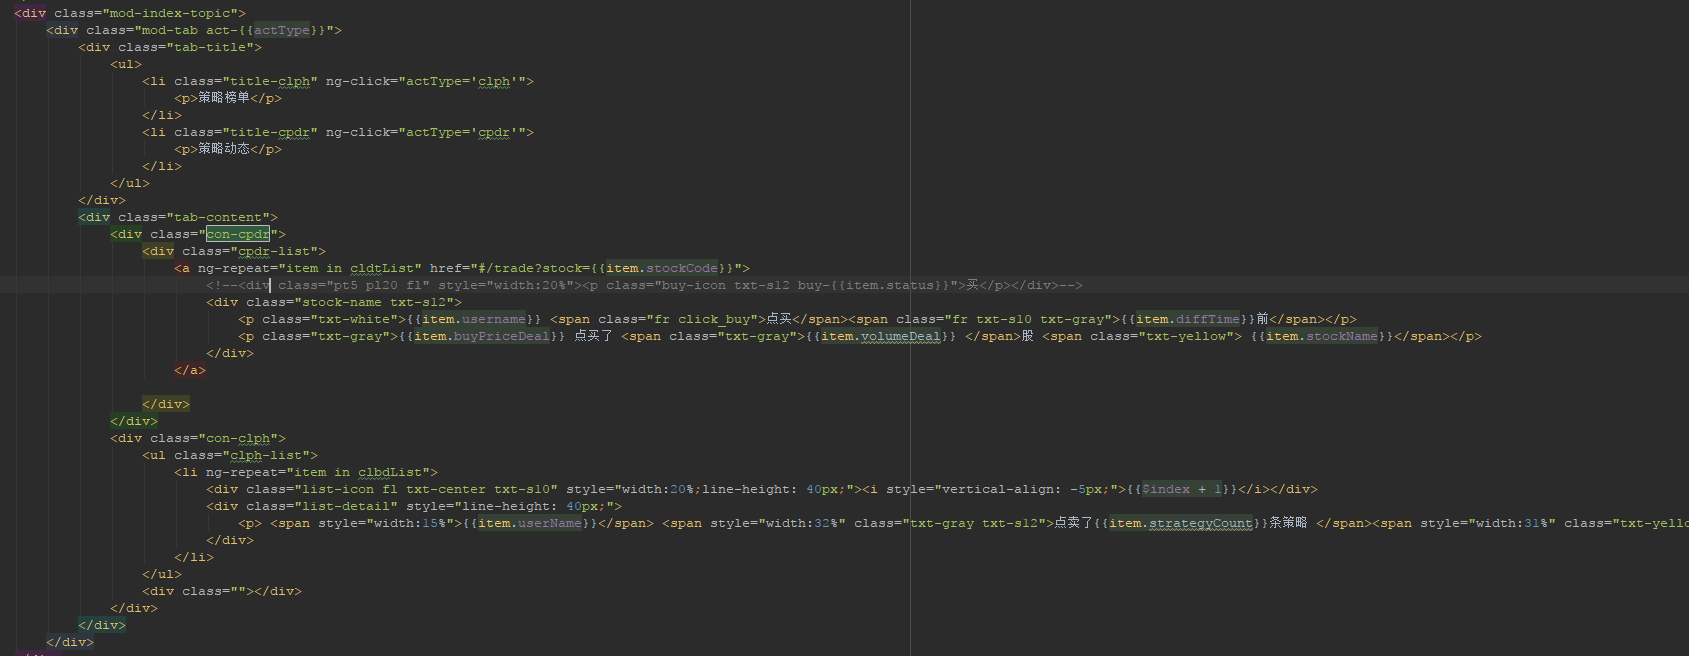 <div class="mod-index-topic">
<div class="mod-tab act-{{actType}}">
<div class="tab-title">
<ul>
<li class="title-clph" ng-click="actType='clph'">
<p>策略榜单</p>
</li>
<li class="title-cpdr" ng-click="actType='cpdr'">
<p>策略动态</p>
</li>
</ul>
</div>
<div class="tab-content">
<div class="con-cpdr">
<div class="cpdr-list">
<a ng-repeat="item in cldtList" href="#/trade?stock={{item.stockCode}}">
<!--<div class="pt5 pl20 fl" style="width:20%"><p class="buy-icon txt-s12 buy-{{item.status}}">买</p></div>-->
<div class="stock-name txt-s12">
<p class="txt-white">{{item.username}} <span class="fr click_buy">点买</span><span class="fr txt-s10 txt-gray">{{item.diffTime}}前</span></p>
<p class="txt-gray">{{item.buyPriceDeal}} 点买了 <span class="txt-gray">{{item.volumeDeal}} </span>股 <span class="txt-yellow"> {{item.stockName}}</span></p>
</div>
</a>
</div>
</div>
<div class="con-clph">
<ul class="clph-list">
<li ng-repeat="item in clbdList">
<div class="list-icon fl txt-center txt-s10" style="width:20%;line-height: 40px;"><i style="vertical-align: -5px;">{{$index + 1}}</i></div>
<div class="list-detail" style="line-height: 40px;">
<p> <span style="width:15%">{{item.userName}}</span> <span style="width:32%" class="txt-gray txt-s12">点卖了{{item.strategyCount}}条策略 </span><span style="width:31%" class="txt-yello
</div>
</li>
</ul>
<div class=""></div>
</div>
</div>
</div>